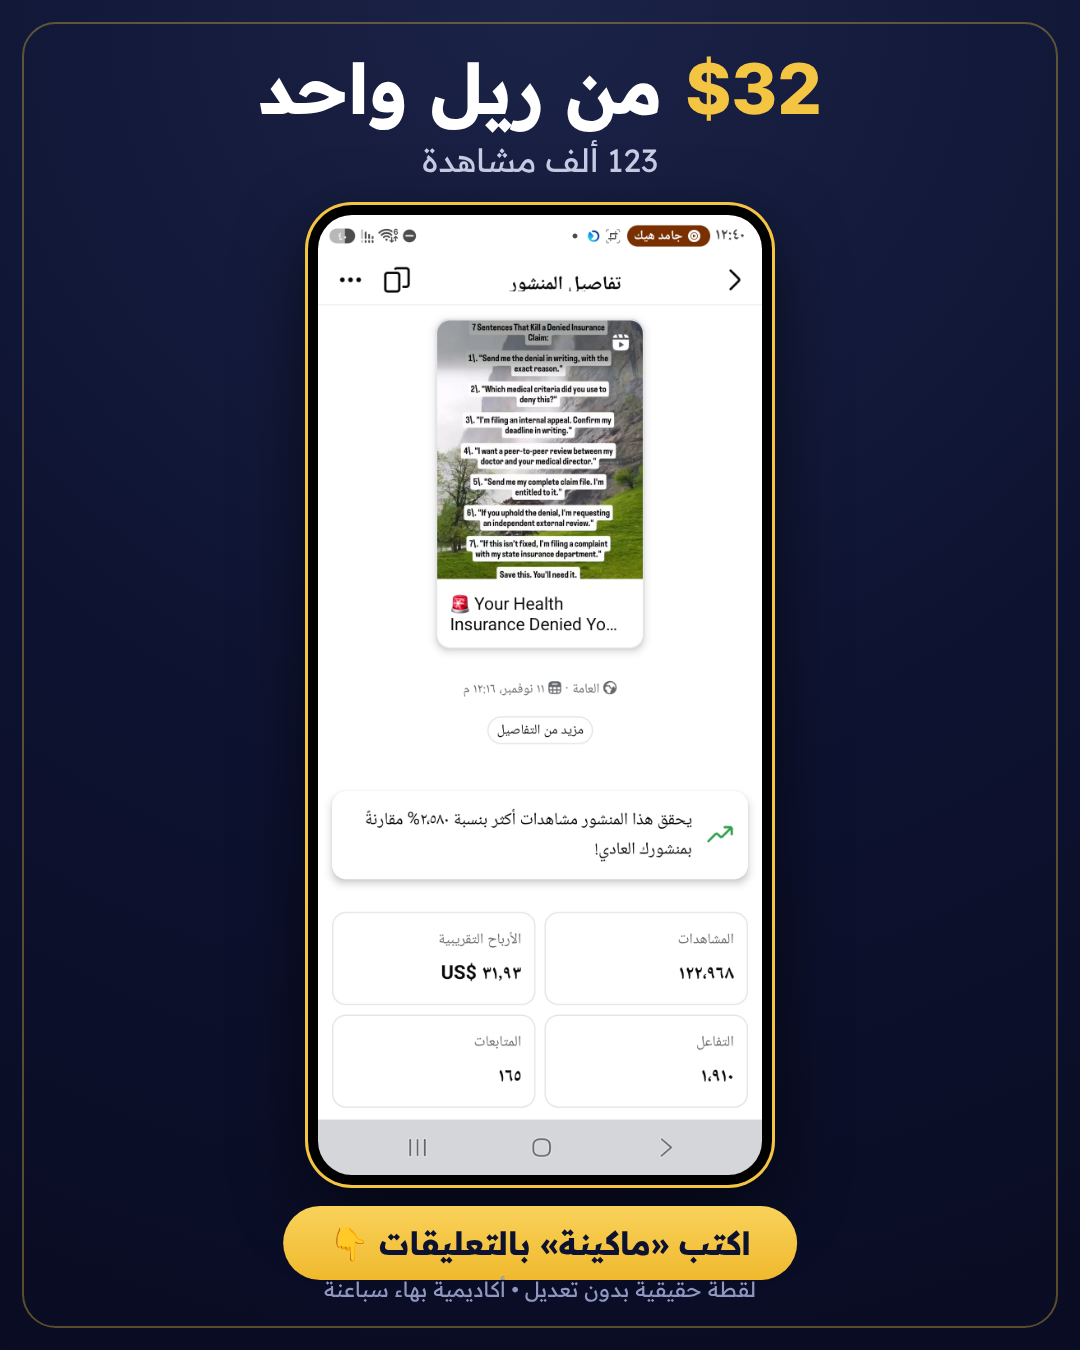 $32 من ريل واحد
123 ألف مشاهدة
١٢:٤٠ جامد هيك
تفاصيل المنشور
7 Sentences That Kill a Denied Insurance
Claim:
1\. "Send me the denial in writing, with the
exact reason."
2\. "Which medical criteria did you use to
deny this?"
3\. "I'm filing an internal appeal. Confirm my
deadline in writing."
4\. "I want a peer-to-peer review between my
doctor and your medical director."
5\. "Send me my complete claim file. I'm
entitled to it."
6\. "If you uphold the denial, I'm requesting
an independent external review."
7\. "If this isn't fixed, I'm filing a complaint
with my state insurance department."
Save this. You'll need it.
🚨 Your Health
Insurance Denied Yo...
العامة · ١١ نوفمبر، ١٢:١٦ م
مزيد من التفاصيل
يحقق هذا المنشور مشاهدات أكثر بنسبة ٢،٥٨٠% مقارنةً
بمنشورك العادي!
المشاهدات
١٢٢،٩٦٨
الأرباح التقريبية
٣١,٩٣ US$
التفاعل
١،٩١٠
المتابعات
١٦٥
اكتب «ماكينة» بالتعليقات 👇
لقطة حقيقية بدون تعديل • أكاديمية بهاء سباعنة